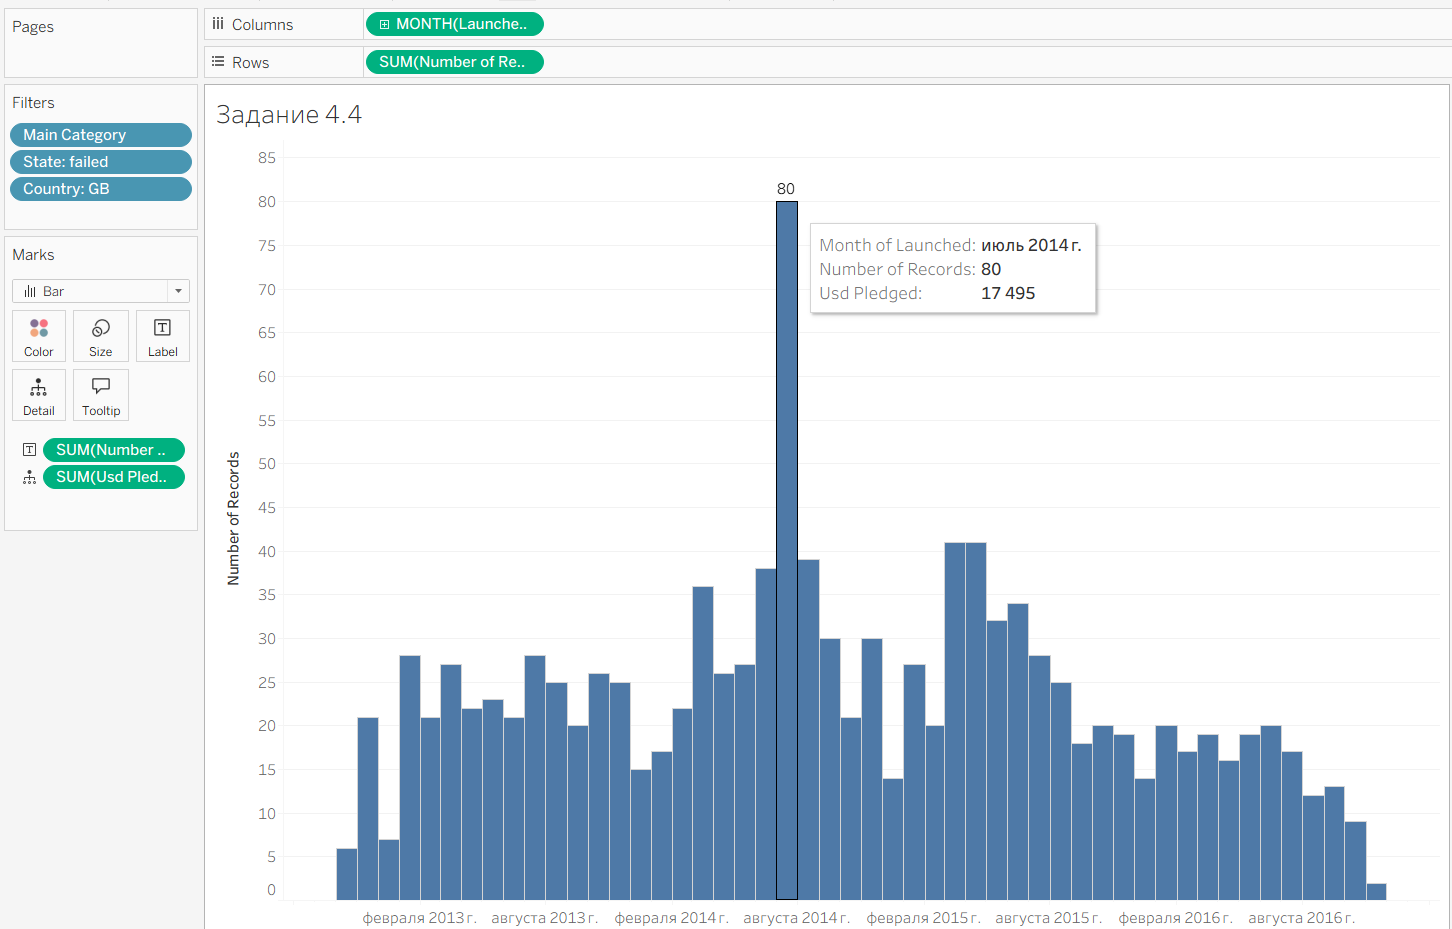 Pages
Columns
MONTH(Launche..
Rows
SUM(Number of Re..
Filters
Main Category
State: failed
Country: GB
Marks
Bar
Color
Size
Label
Detail
Tooltip
SUM(Number ..
SUM(Usd Pled..
Задание 4.4
Number of Records
85
80
75
70
65
60
55
50
45
40
35
30
25
20
15
10
5
0
80
Month of Launched: июль 2014 г.
Number of Records: 80
Usd Pledged: 17 495
февраля 2013 г.
августа 2013 г.
февраля 2014 г.
августа 2014 г.
февраля 2015 г.
августа 2015 г.
февраля 2016 г.
августа 2016 г.